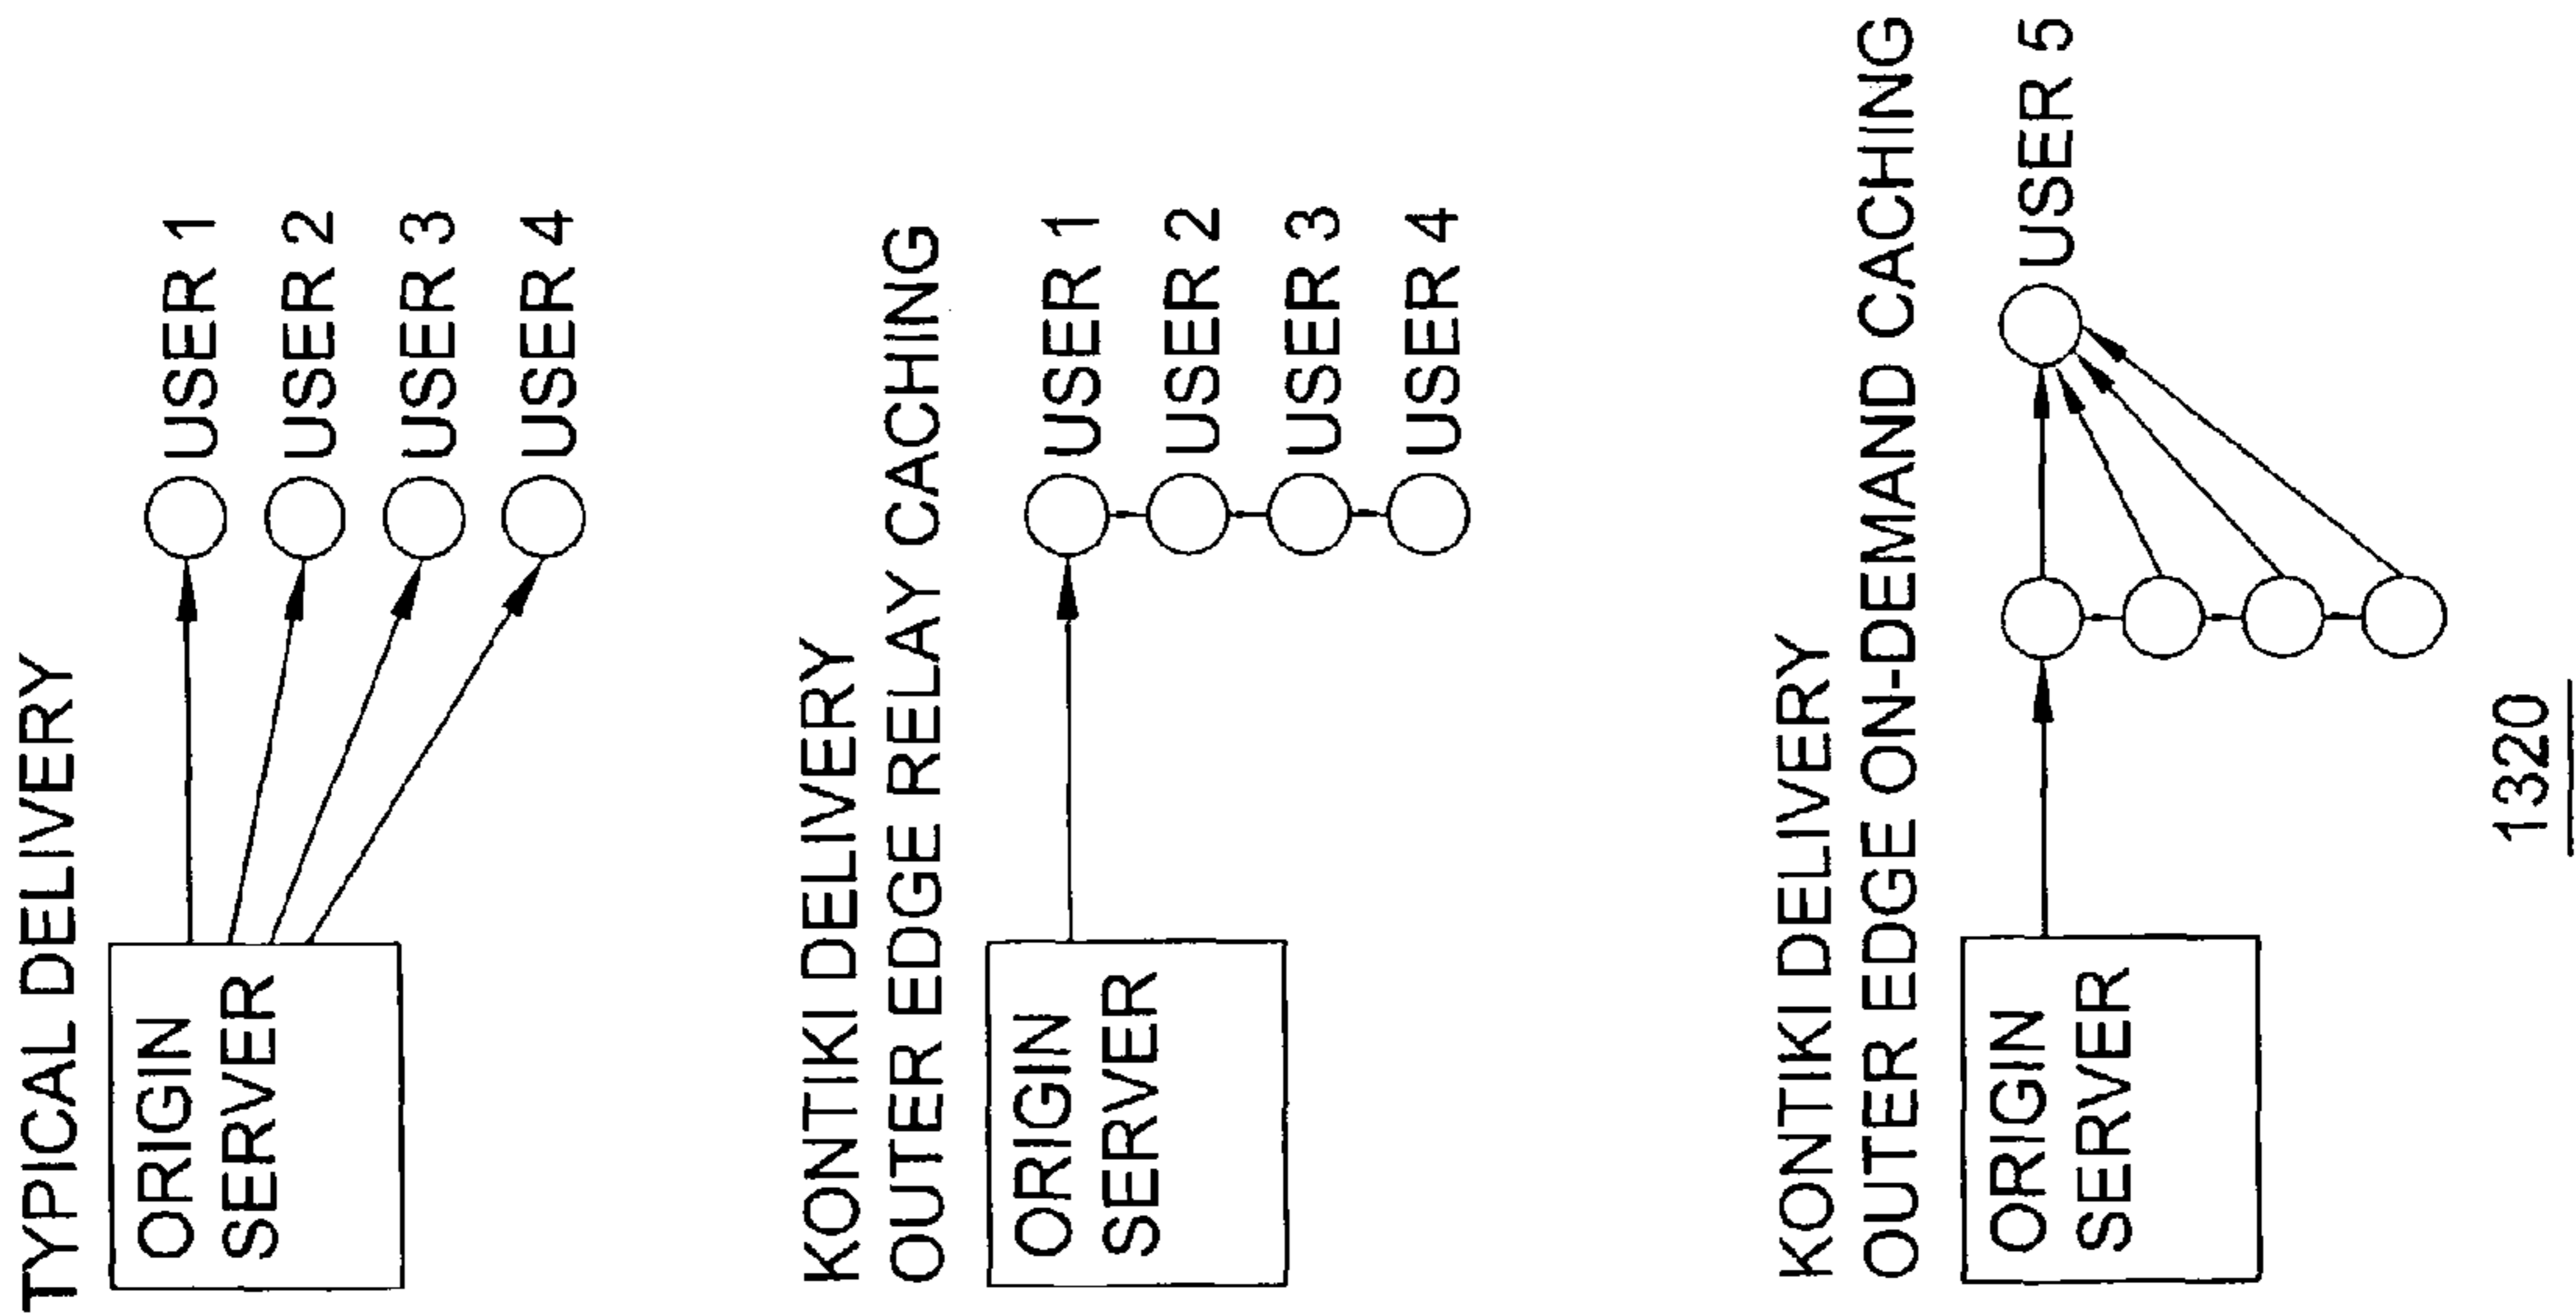 TYPICAL DELIVERY
ORIGIN
SERVER
USER 1
USER 2
USER 3
USER 4
KONTIKI DELIVERY
OUTER EDGE RELAY CACHING
ORIGIN
SERVER
USER 1
USER 2
USER 3
USER 4
KONTIKI DELIVERY
OUTER EDGE ON-DEMAND CACHING
ORIGIN
SERVER
USER 5
1320